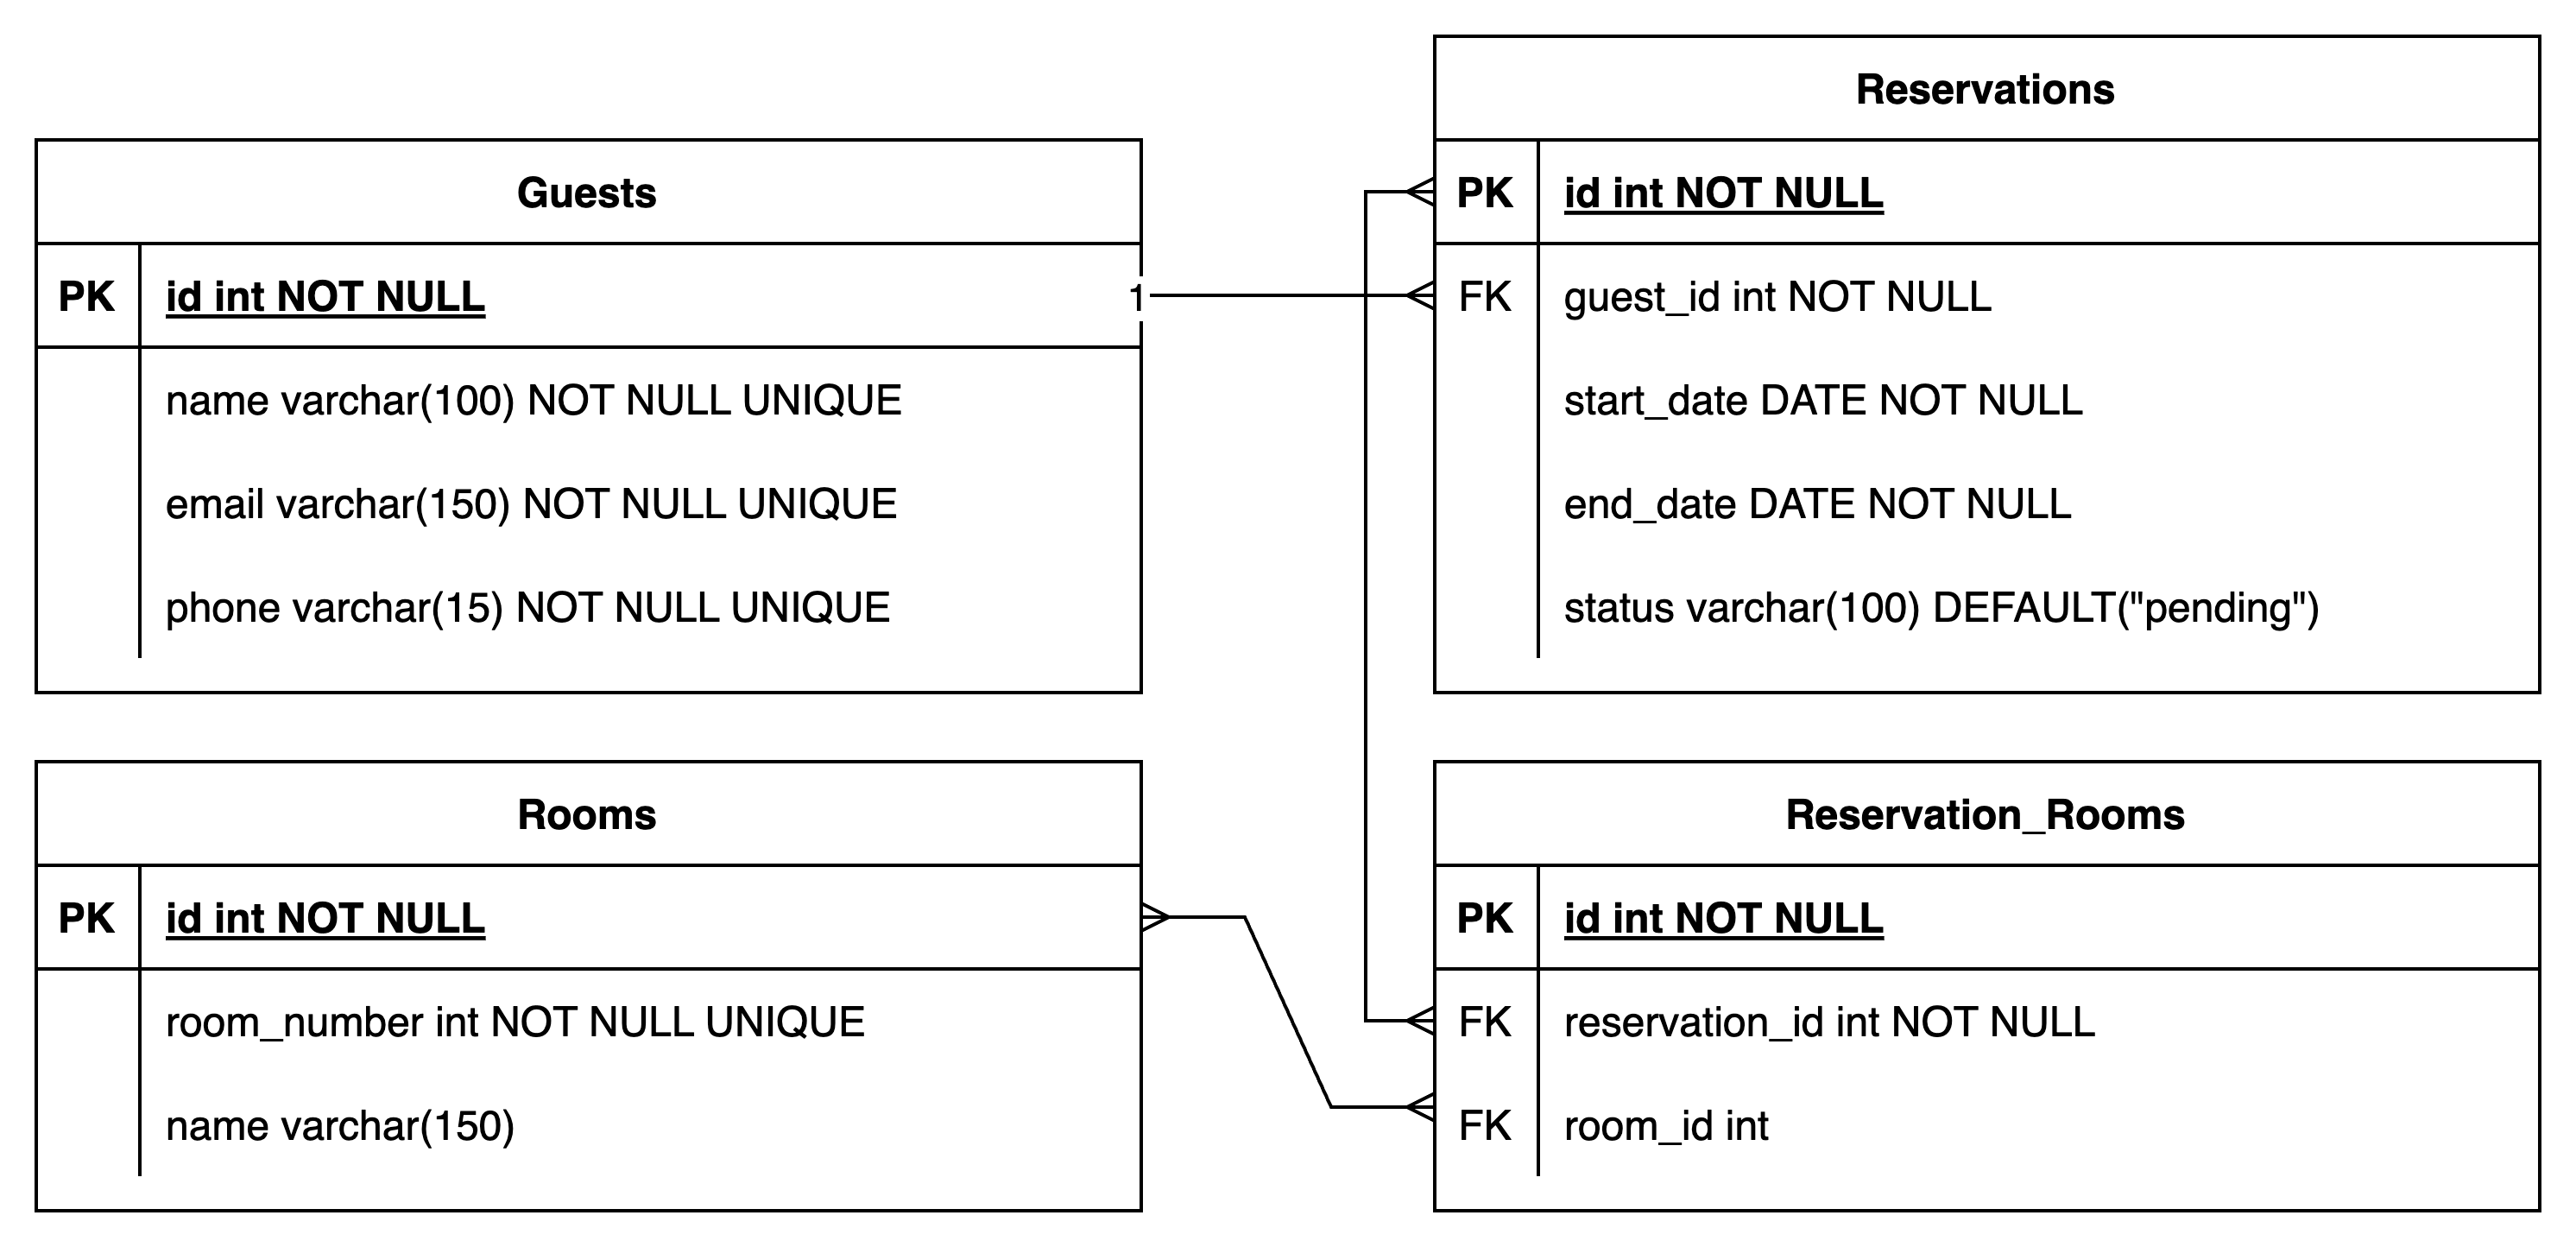 Guests
PK id int NOT NULL
1
name varchar(100) NOT NULL UNIQUE
email varchar(150) NOT NULL UNIQUE
phone varchar(15) NOT NULL UNIQUE
Reservations
PK id int NOT NULL
FK guest_id int NOT NULL
start_date DATE NOT NULL
end_date DATE NOT NULL
status varchar(100) DEFAULT("pending")
Rooms
PK id int NOT NULL
room_number int NOT NULL UNIQUE
name varchar(150)
Reservation_Rooms
PK id int NOT NULL
FK reservation_id int NOT NULL
FK room_id int